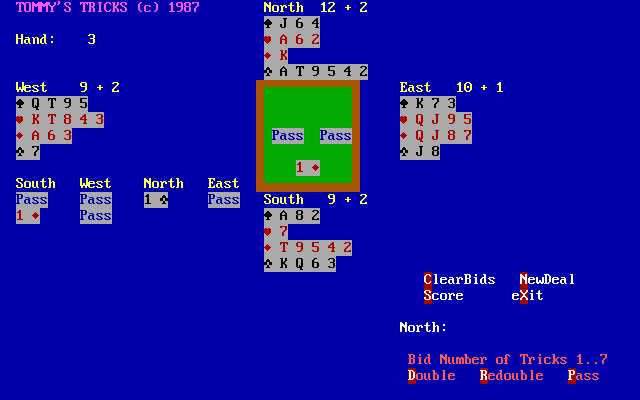 TOMMY'S TRICKS (c) 1987
North 12 + 2
♠ J 6 4
Hand: 3
♥ A 6 2
♦ K
♣ A T 9 5 4 2
West 9 + 2
East 10 + 1
♠ Q T 9 5
♠ K 7 3
♥ K T 8 4 3
♥ Q J 9 5
♦ A 6 3
♦ Q J 8 7
♣ 7
♣ J 8
Pass Pass
1 ♦
South West North East
South 9 + 2
Pass Pass 1 ♣ Pass
♠ A 8 2
1 ♦ Pass
♥ 7
♦ T 9 5 4 2
♣ K Q 6 3
ClearBids NewDeal
Score eXit
North:
Bid Number of Tricks 1..7
Double Redouble Pass